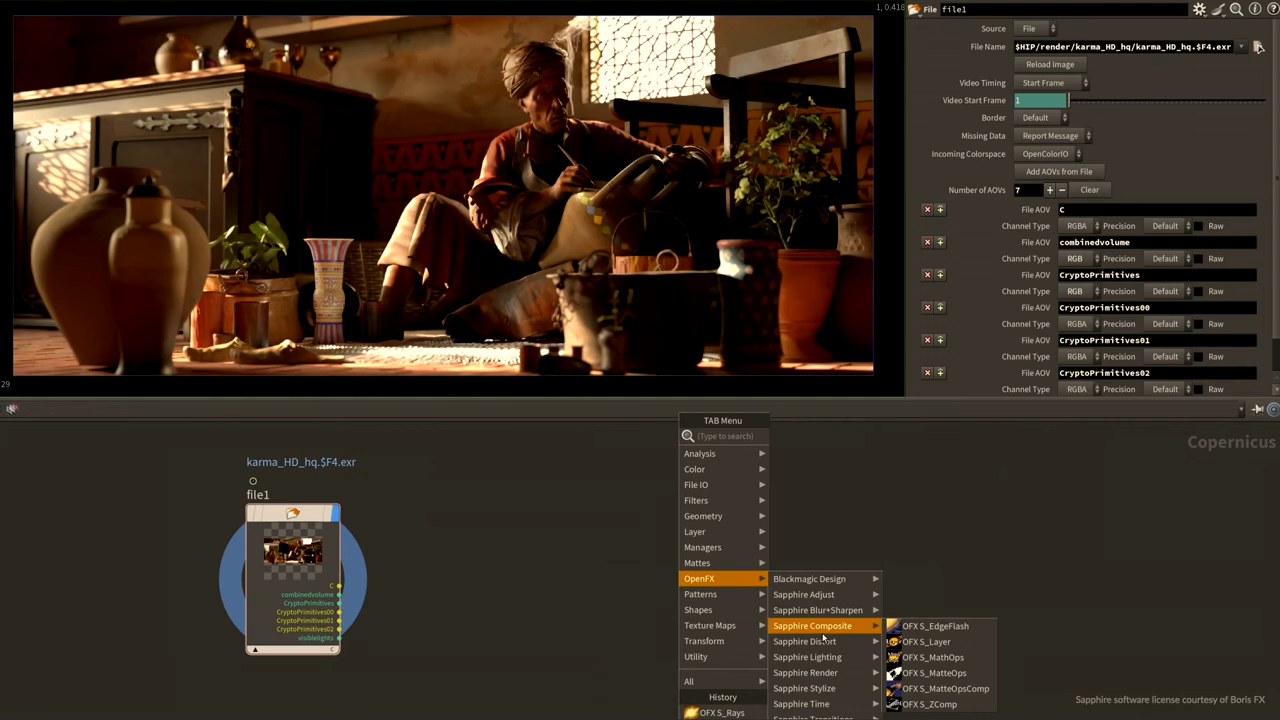 1, 0.418
File file1
Source File
File Name $HIP/render/karma_HD_hq/karma_HD_hq.$F4.exr
Reload Image
Video Timing Start Frame
Video Start Frame 1
Border Default
Missing Data Report Message
Incoming Colorspace OpenColorIO
Add AOVs from File
Number of AOVs 7 Clear
File AOV C
Channel Type RGBA Precision Default Raw
File AOV combinedvolume
Channel Type RGB Precision Default Raw
File AOV CryptoPrimitives
Channel Type RGB Precision Default Raw
File AOV CryptoPrimitives00
Channel Type RGBA Precision Default Raw
File AOV CryptoPrimitives01
Channel Type RGBA Precision Default Raw
File AOV CryptoPrimitives02
Channel Type RGBA Precision Default Raw
29
Copernicus
karma_HD_hq.$F4.exr
file1
C
combinedvolume
CryptoPrimitives
CryptoPrimitives00
CryptoPrimitives01
CryptoPrimitives02
visiblelights
C
TAB Menu
(Type to search)
Analysis
Color
File IO
Filters
Geometry
Layer
Managers
Mattes
OpenFX
Patterns
Shapes
Texture Maps
Transform
Utility
All
History
OFX S_Rays
Blackmagic Design
Sapphire Adjust
Sapphire Blur+Sharpen
Sapphire Composite
Sapphire Distort
Sapphire Lighting
Sapphire Render
Sapphire Stylize
Sapphire Time
Sapphire Transitions
OFX S_EdgeFlash
OFX S_Layer
OFX S_MathOps
OFX S_MatteOps
OFX S_MatteOpsComp
OFX S_ZComp
Sapphire software license courtesy of Boris FX